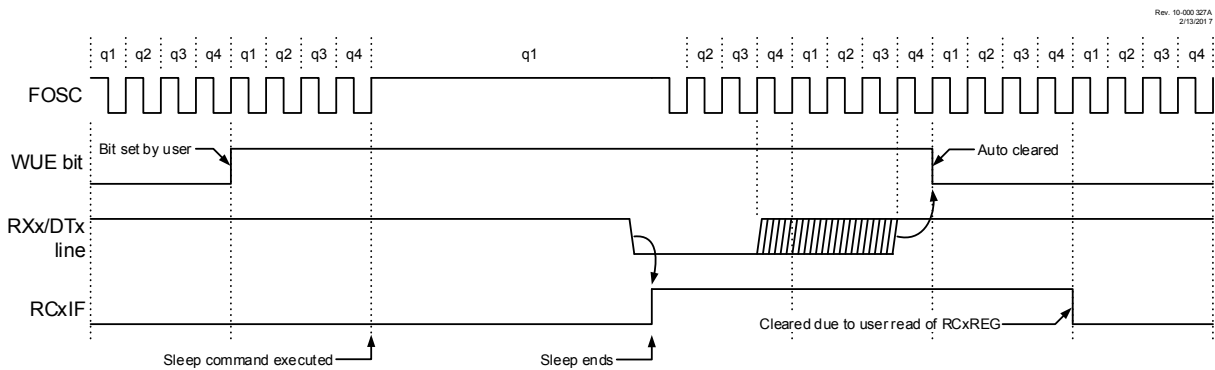 Rev. 10-000 327A
2/13/2017
q1 q2 q3 q4 q1 q2 q3 q4 q1 q2 q3 q4 q1 q2 q3 q4 q1 q2 q3 q4 q1 q2 q3 q4
FOSC
Bit set by user
WUE bit
Auto cleared
RXx/DTx
line
RCxIF
Cleared due to user read of RCxREG
Sleep command executed
Sleep ends